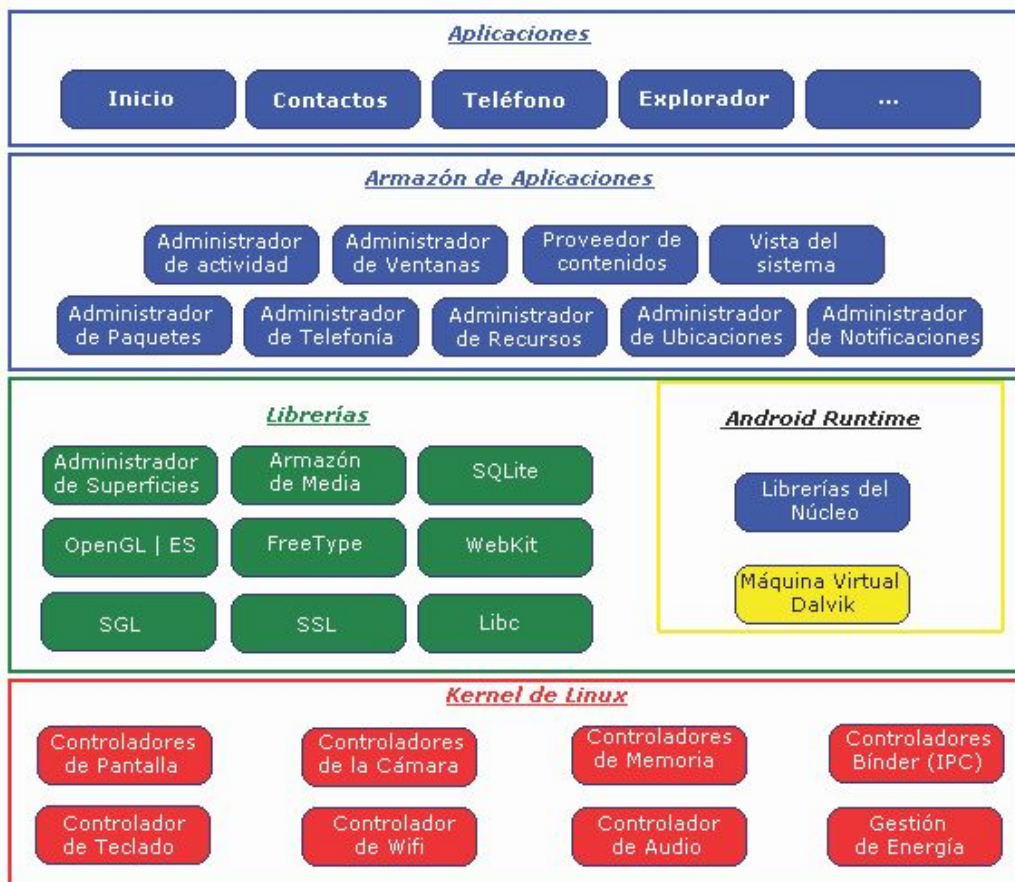 Aplicaciones
Inicio
Contactos
Teléfono
Explorador
...
Armazón de Aplicaciones
Administrador
de actividad
Administrador
de Ventanas
Proveedor de
contenidos
Vista del
sistema
Administrador
de Paquetes
Administrador
de Telefonía
Administrador
de Recursos
Administrador
de Ubicaciones
Administrador
de Notificaciones
Librerías
Administrador
de Superficies
Armazón
de Media
SQLite
OpenGL | ES
FreeType
WebKit
SGL
SSL
Libc
Android Runtime
Librerías del
Núcleo
Máquina Virtual
Dalvik
Kernel de Linux
Controladores
de Pantalla
Controladores
de la Cámara
Controladores
de Memoria
Controladores
Bínder (IPC)
Controlador
de Teclado
Controlador
de Wifi
Controlador
de Audio
Gestión
de Energía